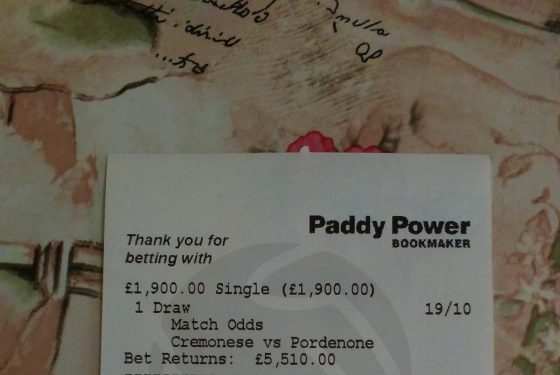 Paddy Power
BOOKMAKER
Thank you for
betting with
£1,900.00 Single (£1,900.00)
1 Draw 19/10
Match Odds
Cremonese vs Pordenone
Bet Returns: £5,510.00